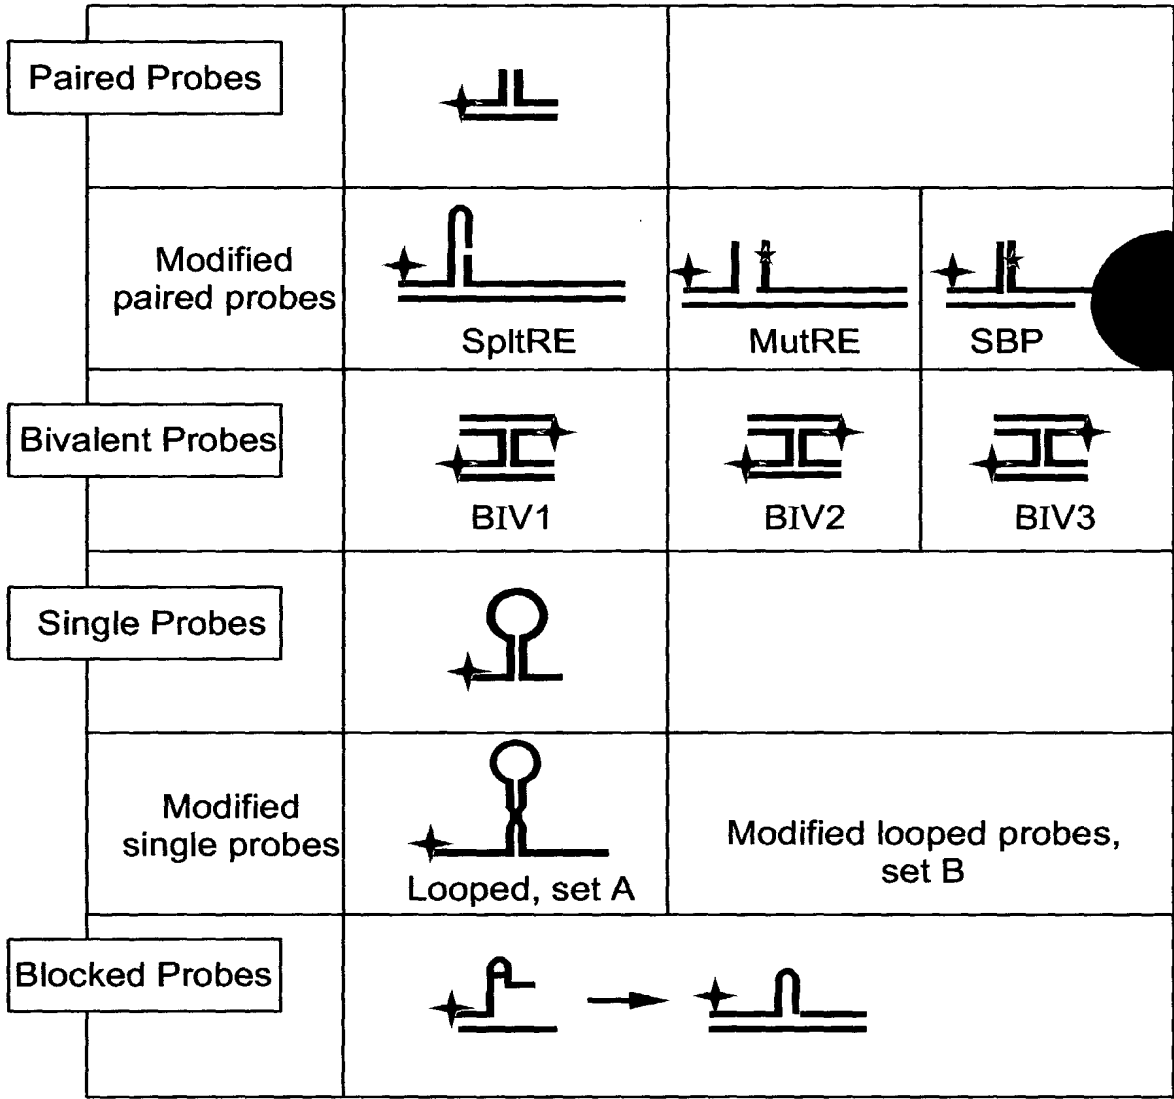 Paired Probes
Modified
paired probes
SpltRE
MutRE
SBP
Bivalent Probes
BIV1
BIV2
BIV3
Single Probes
Modified
single probes
Looped, set A
Modified looped probes,
set B
Blocked Probes